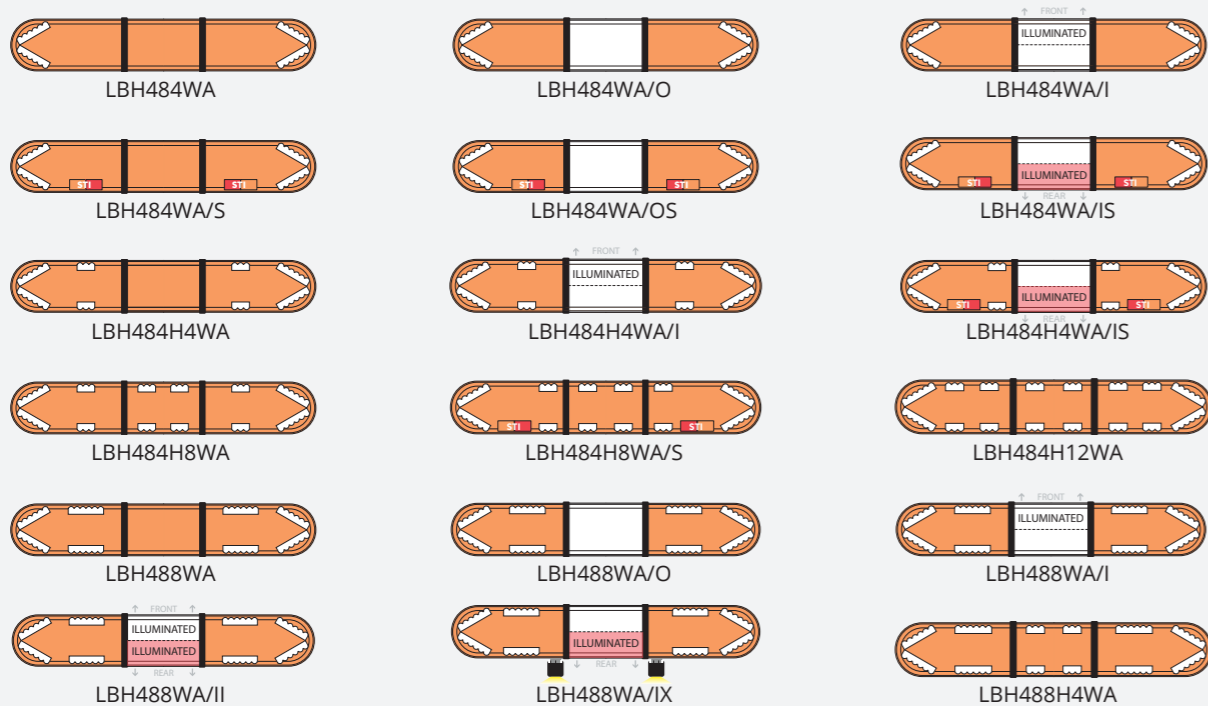 ↑ FRONT ↑
ILLUMINATED
LBH484WA
LBH484WA/O
LBH484WA/I
STI
STI
STI
STI
STI
ILLUMINATED
STI
↓ REAR ↓
LBH484WA/S
LBH484WA/OS
LBH484WA/IS
↑ FRONT ↑
ILLUMINATED
STI
ILLUMINATED
STI
↓ REAR ↓
LBH484H4WA
LBH484H4WA/I
LBH484H4WA/IS
STI
STI
LBH484H8WA
LBH484H8WA/S
LBH484H12WA
↑ FRONT ↑
ILLUMINATED
LBH488WA
LBH488WA/O
LBH488WA/I
↑ FRONT ↑
ILLUMINATED
ILLUMINATED
↓ REAR ↓
ILLUMINATED
↓ REAR ↓
LBH488WA/II
LBH488WA/IX
LBH488H4WA